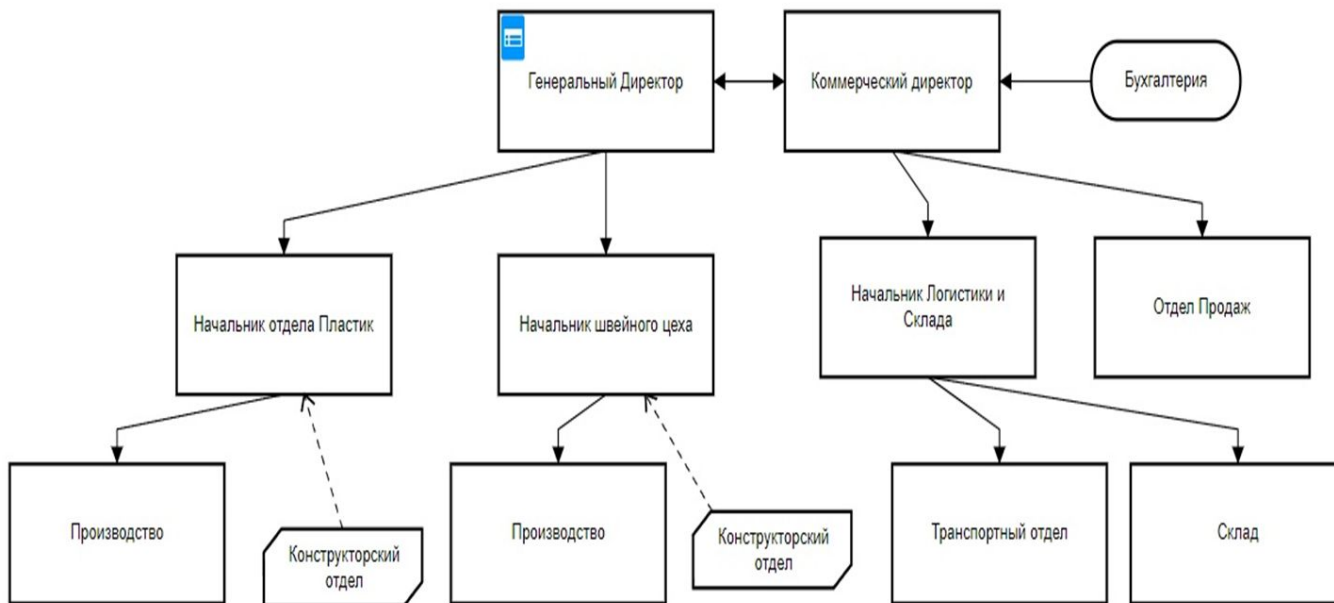 Генеральный Директор
Коммерческий директор
Бухгалтерия
Начальник отдела Пластик
Начальник швейного цеха
Начальник Логистики и
Склада
Отдел Продаж
Производство
Конструкторский
отдел
Производство
Конструкторский
отдел
Транспортный отдел
Склад